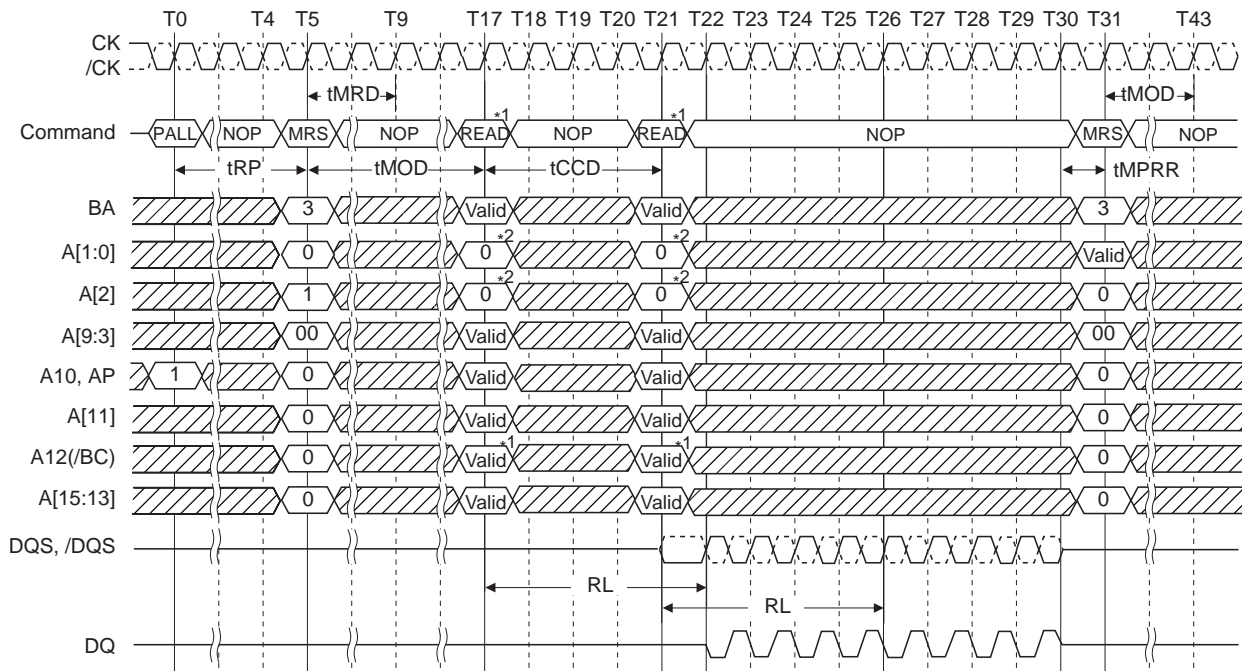 T0 T4 T5 T9 T17 T18 T19 T20 T21 T22 T23 T24 T25 T26 T27 T28 T29 T30 T31 T43
CK
/CK
tMRD tMOD
Command PALL NOP MRS NOP READ *1 NOP READ *1 NOP MRS NOP
tRP tMOD tCCD tMPRR
BA 3 Valid Valid 3
A[1:0] 0 0 *2 0 *2 Valid
A[2] 1 0 *2 0 *2 0
A[9:3] 00 Valid Valid 00
A10, AP 1 0 Valid Valid 0
A[11] 0 Valid Valid 0
A12(/BC) 0 Valid *1 Valid *1 0
A[15:13] 0 Valid Valid 0
DQS, /DQS
RL
RL
DQ